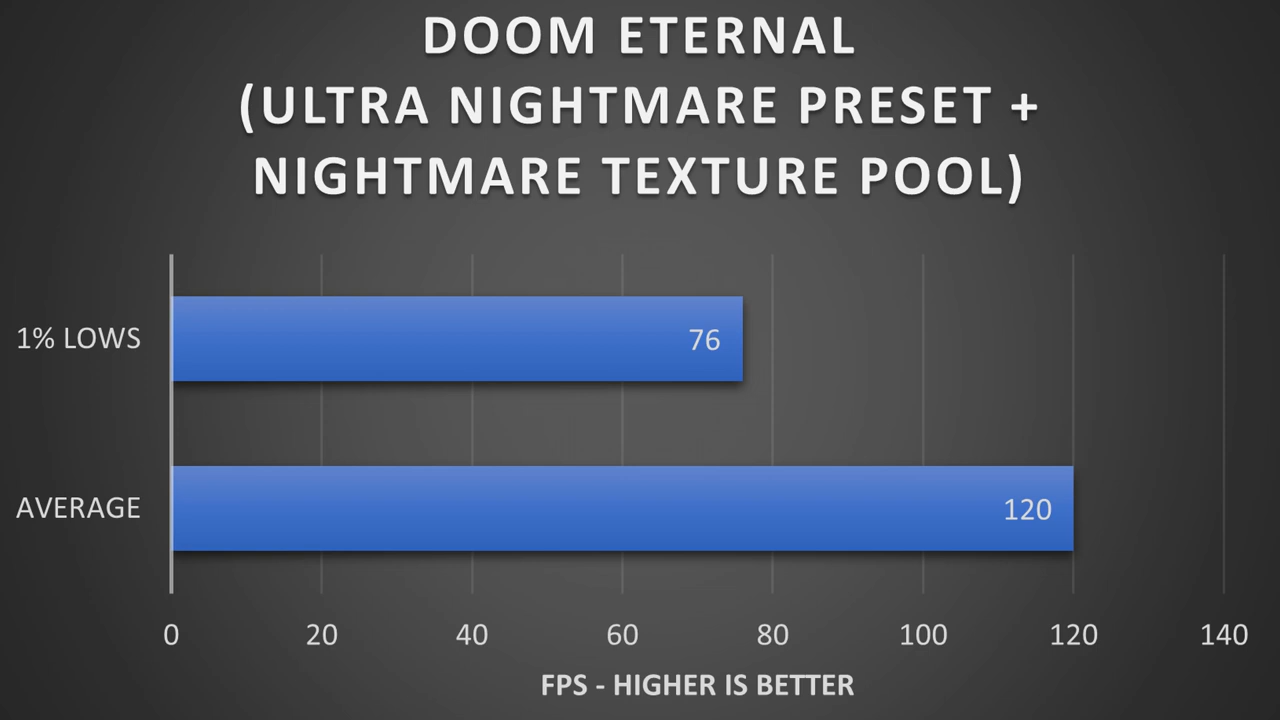 DOOM ETERNAL
(ULTRA NIGHTMARE PRESET +
NIGHTMARE TEXTURE POOL)
1% LOWS
76
AVERAGE
120
0 20 40 60 80 100 120 140
FPS - HIGHER IS BETTER